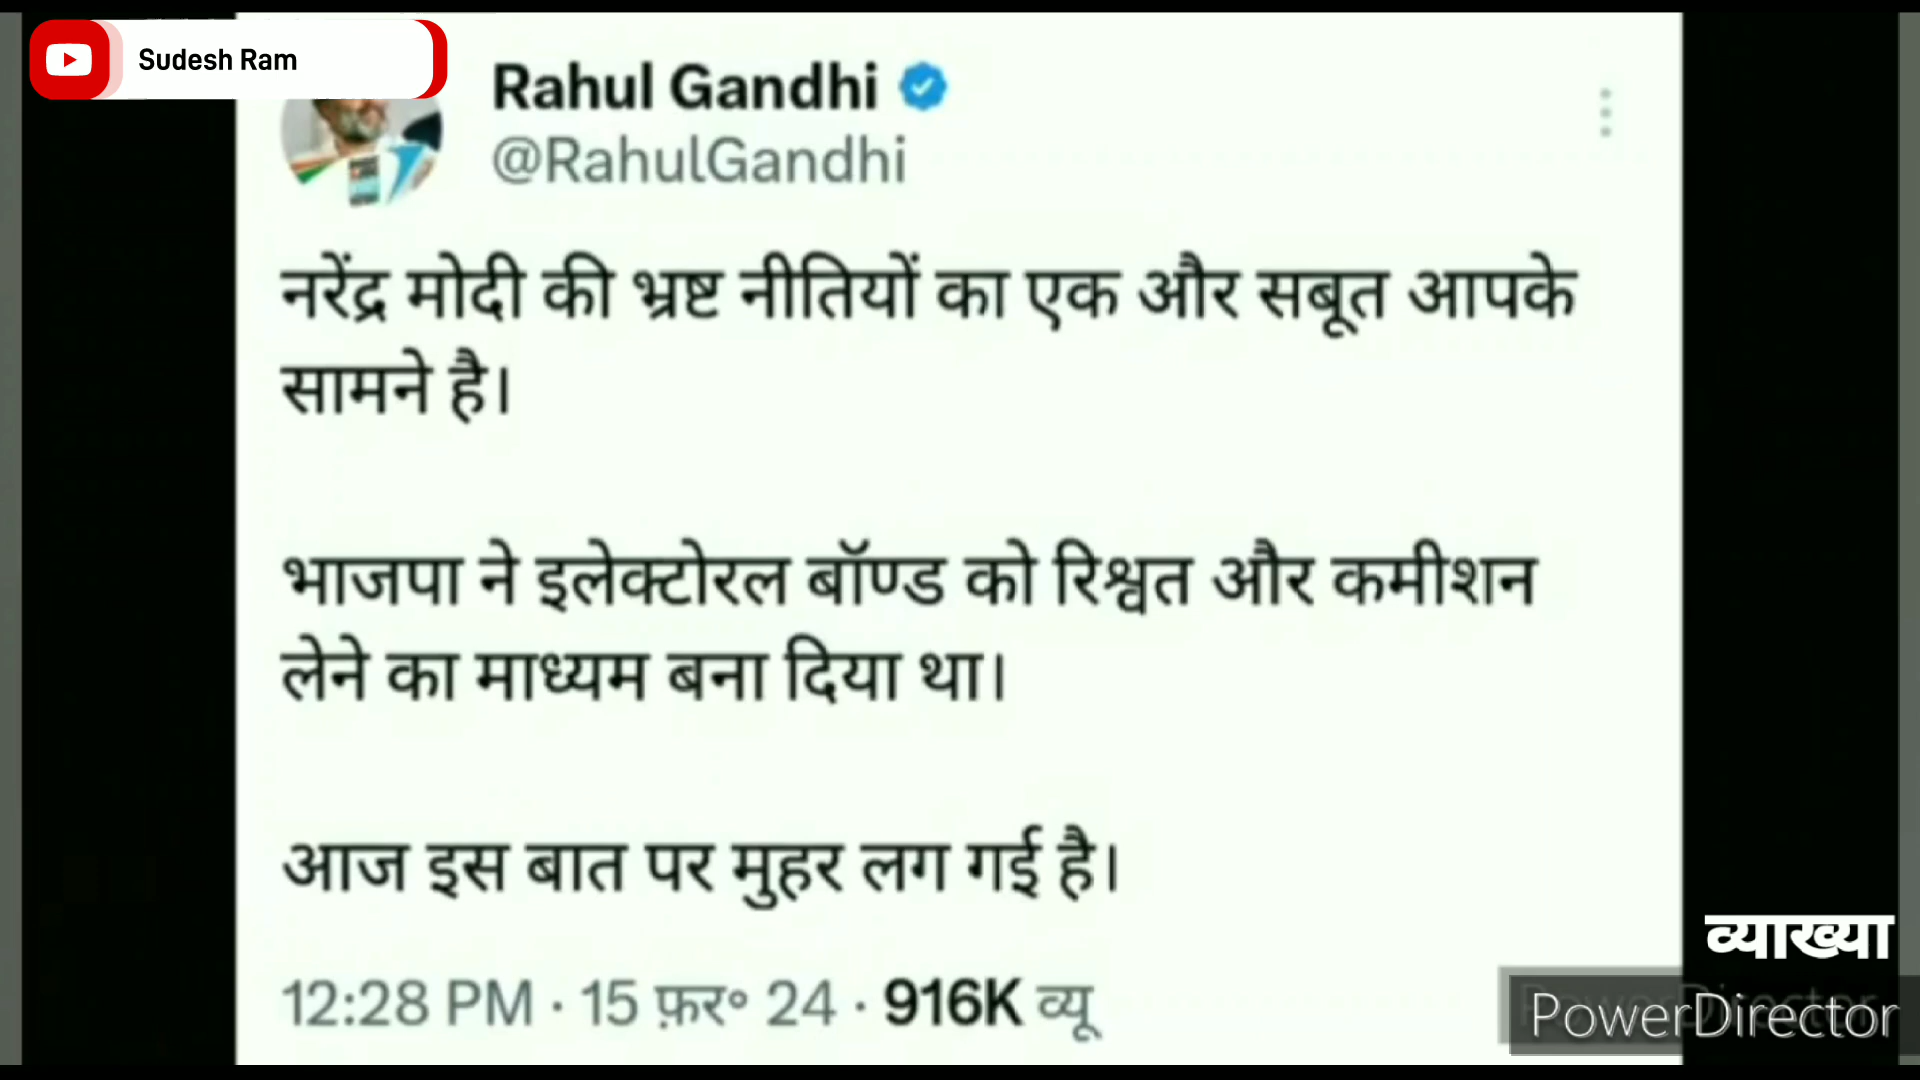 Sudesh Ram
Rahul Gandhi
@RahulGandhi
नरेंद्र मोदी की भ्रष्ट नीतियों का एक और सबूत आपके
सामने है।
भाजपा ने इलेक्टोरल बॉण्ड को रिश्वत और कमीशन
लेने का माध्यम बना दिया था।
आज इस बात पर मुहर लग गई है।
12:28 PM · 15 फ़र॰ 24 · 916K व्यू
व्याख्या
PowerDirector